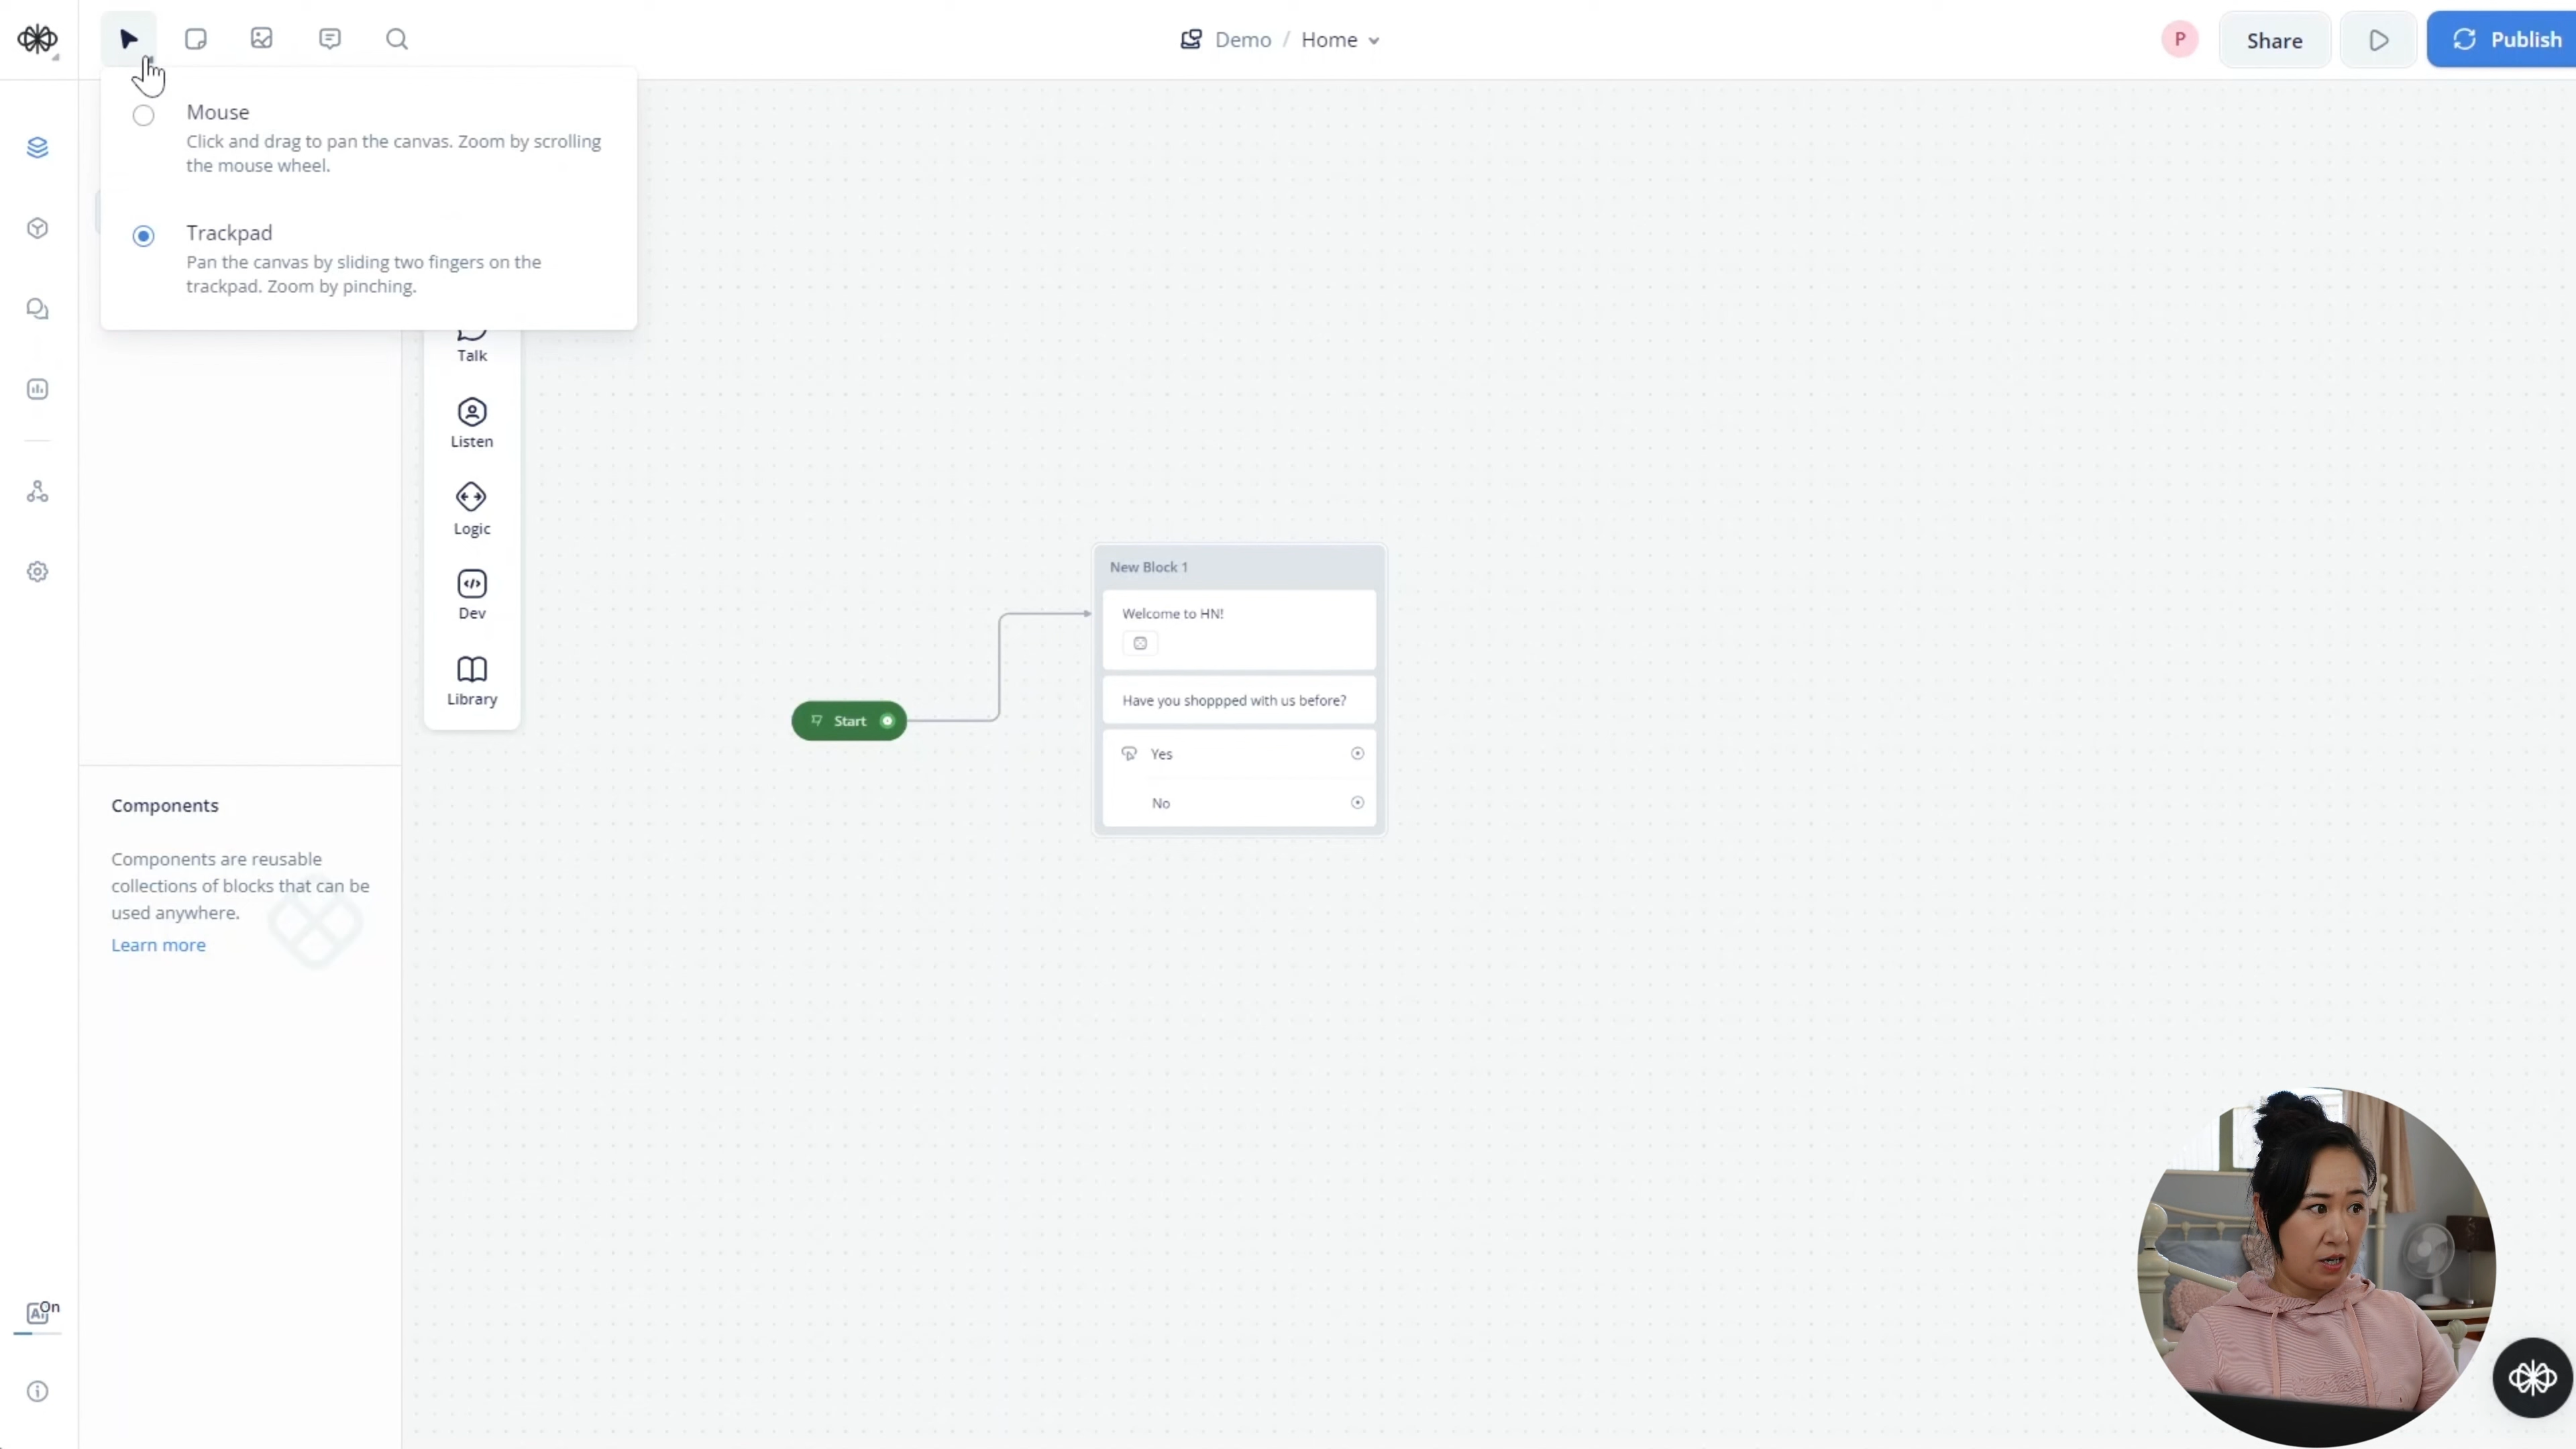 Demo / Home
P
Share
Publish
Mouse
Click and drag to pan the canvas. Zoom by scrolling
the mouse wheel.
Trackpad
Pan the canvas by sliding two fingers on the
trackpad. Zoom by pinching.
Talk
Listen
Logic
Dev
Library
Start
New Block 1
Welcome to HN!
Have you shoppped with us before?
Yes
No
Components
Components are reusable
collections of blocks that can be
used anywhere.
Learn more
AI On